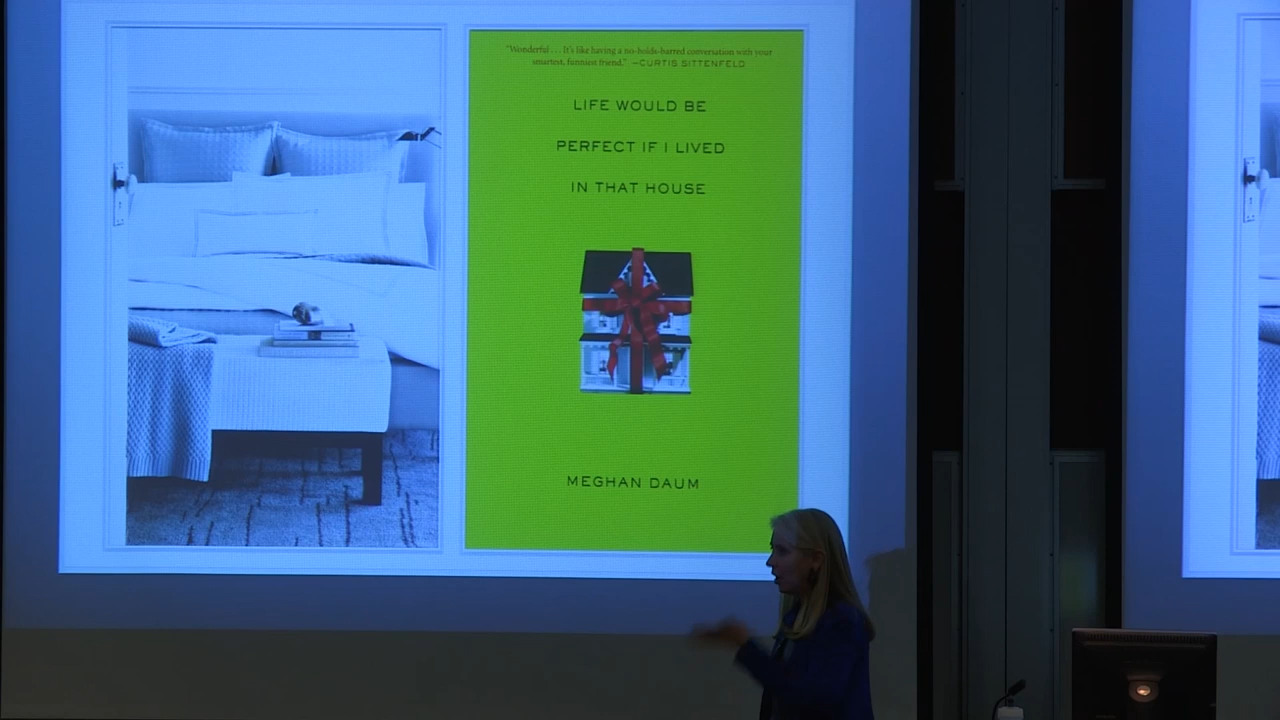 "Wonderful . . . It's like having a no-holds-barred conversation with your
smartest, funniest friend." —CURTIS SITTENFELD
LIFE WOULD BE
PERFECT IF I LIVED
IN THAT HOUSE
MEGHAN DAUM